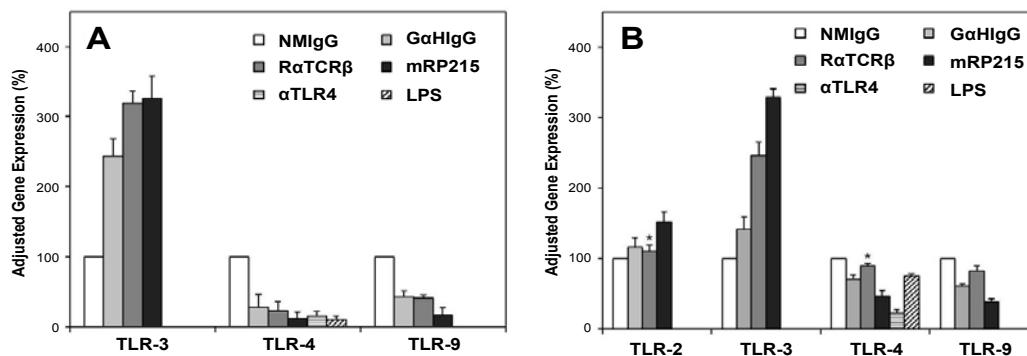 A
NMIgG GαHIgG
RαTCRβ mRP215
αTLR4 LPS
Adjusted Gene Expression (%)
400
300
200
100
0
TLR-3 TLR-4 TLR-9
B
NMIgG GαHIgG
RαTCRβ mRP215
αTLR4 LPS
Adjusted Gene Expression (%)
400
300
200
100
0
*
*
TLR-2 TLR-3 TLR-4 TLR-9